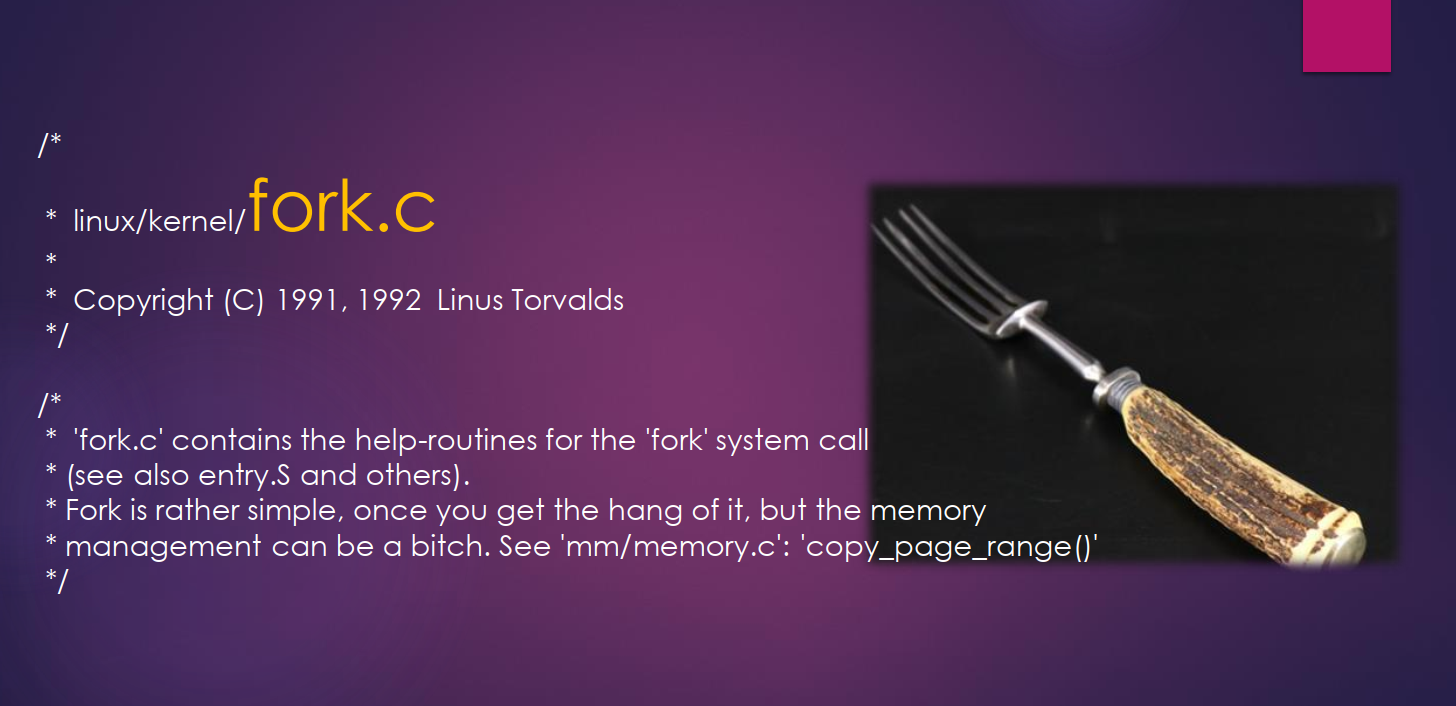 /*
 *  linux/kernel/fork.c
 *
 *  Copyright (C) 1991, 1992  Linus Torvalds
 */
/*
 *  'fork.c' contains the help-routines for the 'fork' system call
 * (see also entry.S and others).
 * Fork is rather simple, once you get the hang of it, but the memory
 * management can be a bitch. See 'mm/memory.c': 'copy_page_range()'
 */